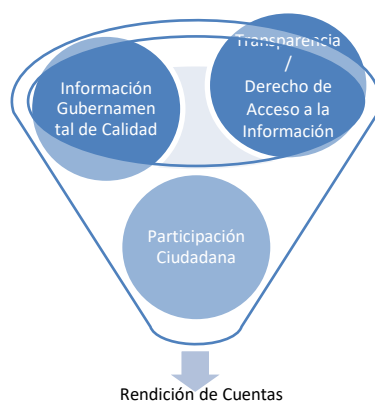 Información
Gubernamen
tal de Calidad
Transparencia
/
Derecho de
Acceso a la
Información
Participación
Ciudadana
Rendición de Cuentas